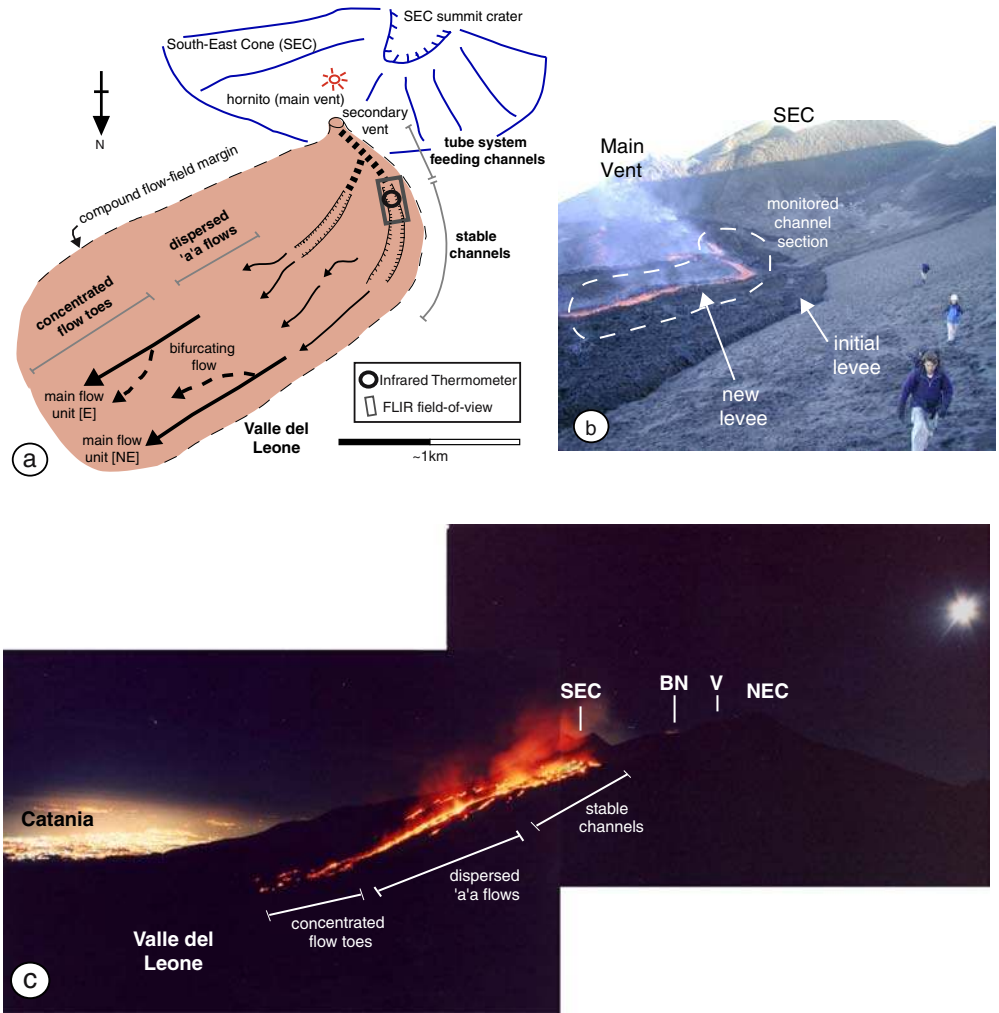 SEC summit crater
South-East Cone (SEC)
hornito (main vent)
secondary
vent
tube system
feeding channels
N
compound flow-field margin
dispersed
'a'a flows
stable
channels
concentrated
flow toes
bifurcating
flow
main flow
unit [E]
main flow
unit [NE]
Valle del
Leone
Infrared Thermometer
FLIR field-of-view
~1km
a
SEC
Main
Vent
monitored
channel
section
initial
levee
new
levee
b
SEC
BN
V
NEC
Catania
stable
channels
dispersed
'a'a flows
concentrated
flow toes
Valle del
Leone
c